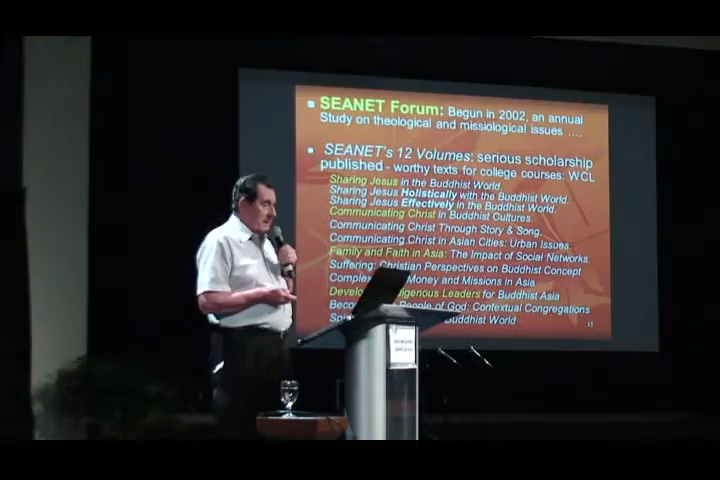 SEANET Forum: Begun in 2002, an annual
Study on theological and missiological issues ….
SEANET's 12 Volumes: serious scholarship
published - worthy texts for college courses: WCL
Sharing Jesus in the Buddhist World.
Sharing Jesus Holistically with the Buddhist World.
Sharing Jesus Effectively in the Buddhist World.
Communicating Christ in Buddhist Cultures.
Communicating Christ Through Story & Song.
Communicating Christ in Asian Cities: Urban Issues.
Family and Faith in Asia: The Impact of Social Networks.
Suffering: Christian Perspectives on Buddhist Concept
Money and Missions in Asia
Indigenous Leaders for Buddhist Asia
People of God: Contextual Congregations
Buddhist World
13